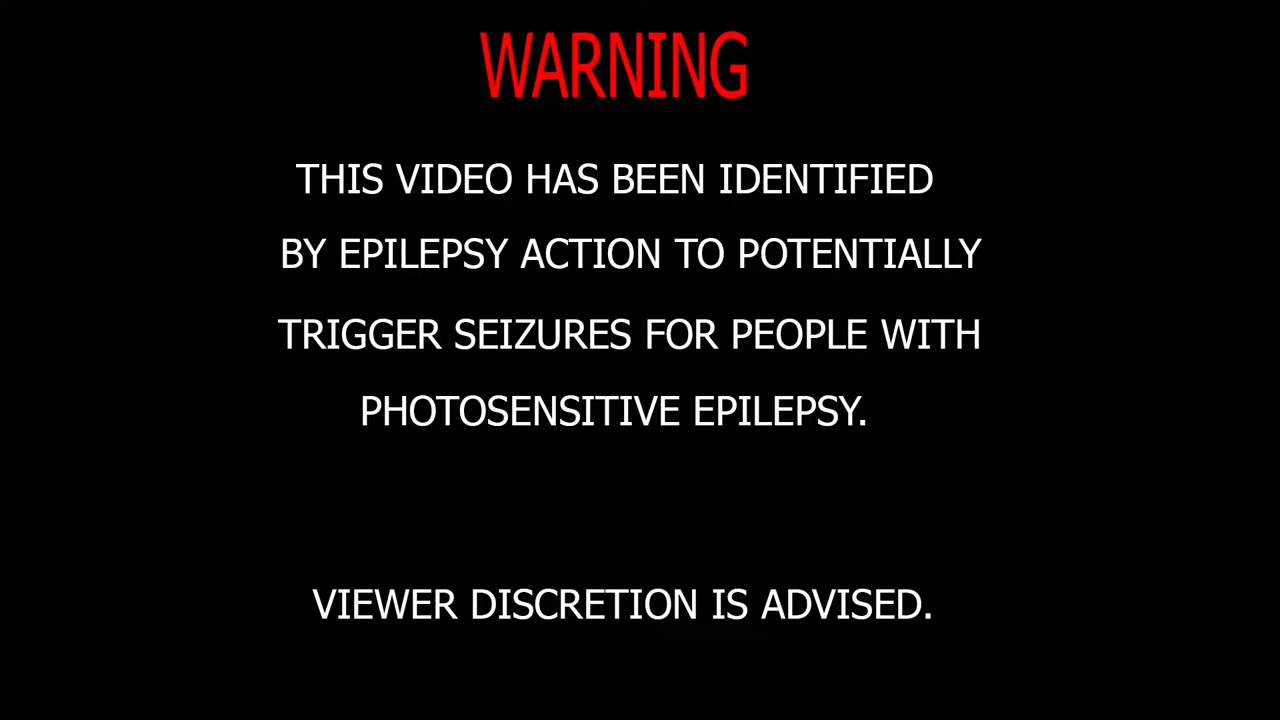 WARNING
THIS VIDEO HAS BEEN IDENTIFIED
BY EPILEPSY ACTION TO POTENTIALLY
TRIGGER SEIZURES FOR PEOPLE WITH
PHOTOSENSITIVE EPILEPSY.
VIEWER DISCRETION IS ADVISED.